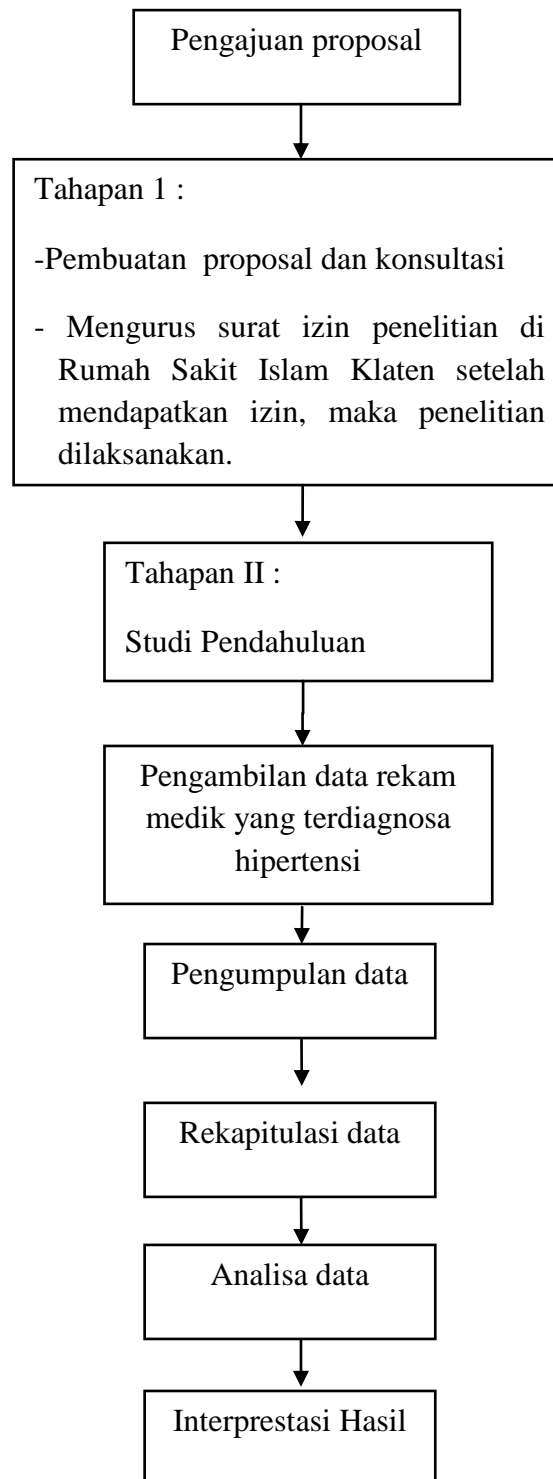 Pengajuan proposal
Tahapan 1 :
-Pembuatan proposal dan konsultasi
- Mengurus surat izin penelitian di
Rumah Sakit Islam Klaten setelah
mendapatkan izin, maka penelitian
dilaksanakan.
Tahapan II :
Studi Pendahuluan
Pengambilan data rekam
medik yang terdiagnosa
hipertensi
Pengumpulan data
Rekapitulasi data
Analisa data
Interprestasi Hasil